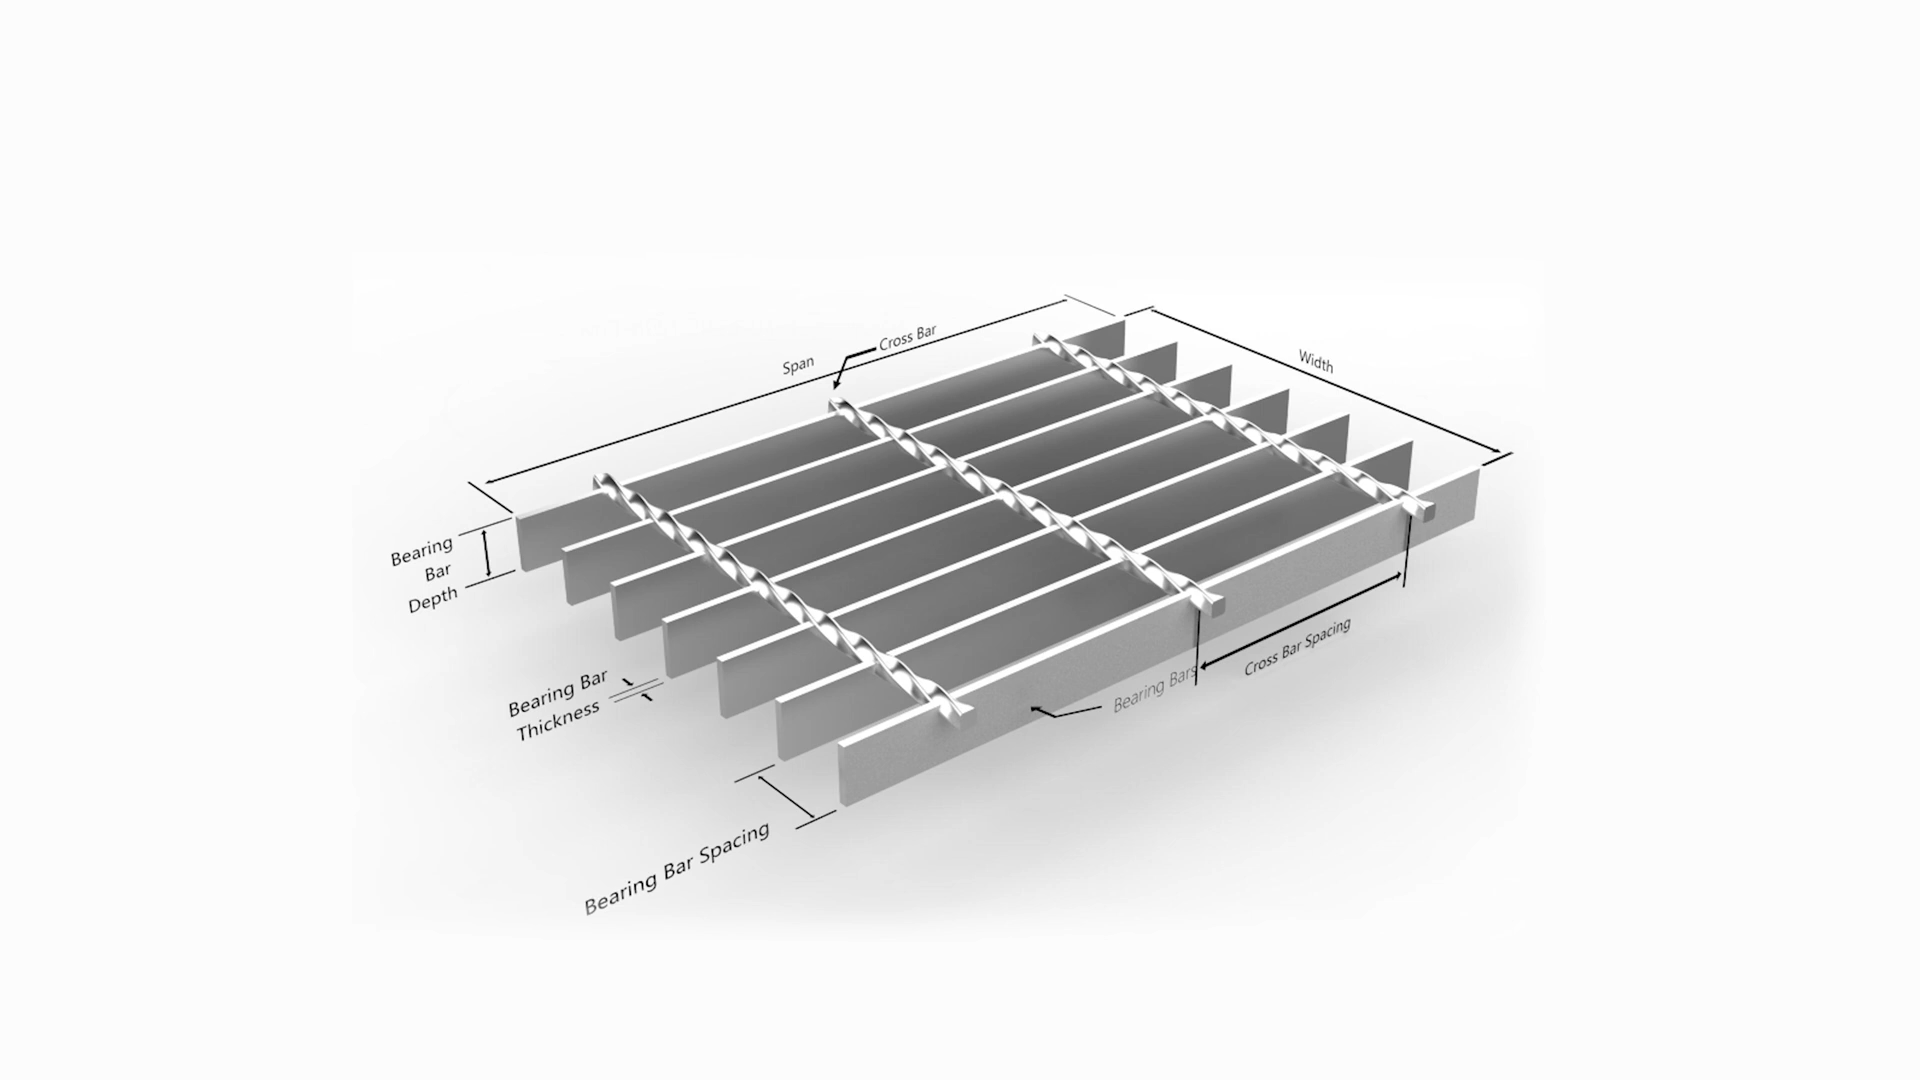 Cross Bar
Span
Width
Bearing
Bar
Depth
Cross Bar Spacing
Bearing Bars
Bearing Bar
Thickness
Bearing Bar Spacing